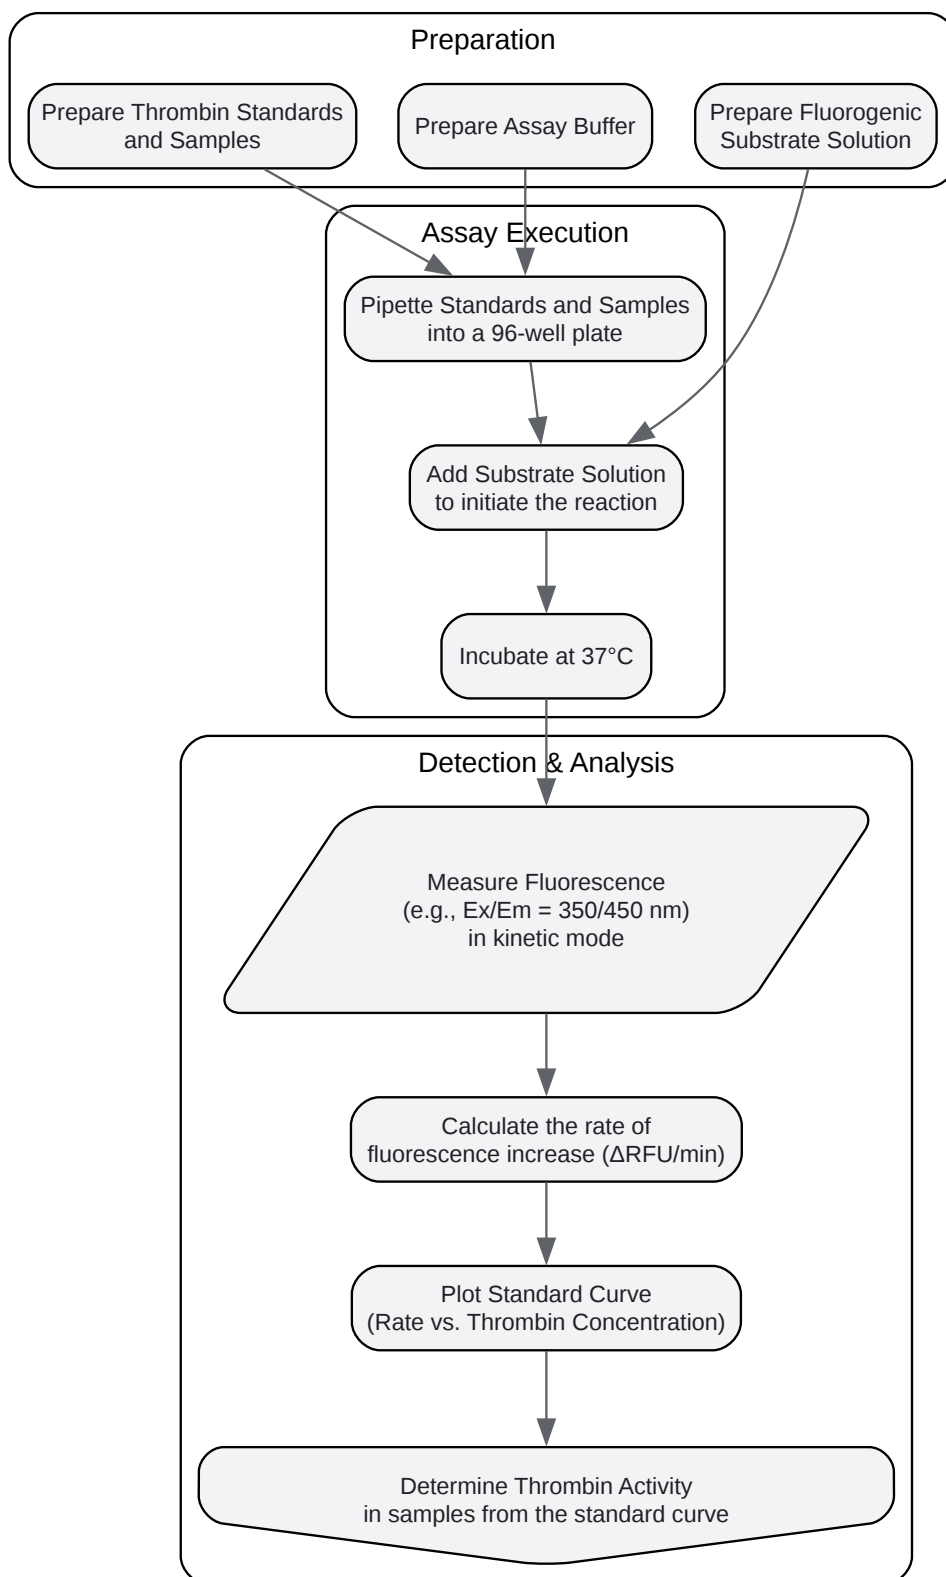 Preparation
Prepare Thrombin Standards
and Samples
Prepare Assay Buffer
Prepare Fluorogenic
Substrate Solution
Assay Execution
Pipette Standards and Samples
into a 96-well plate
Add Substrate Solution
to initiate the reaction
Incubate at 37°C
Detection & Analysis
Measure Fluorescence
(e.g., Ex/Em = 350/450 nm)
in kinetic mode
Calculate the rate of
fluorescence increase (ΔRFU/min)
Plot Standard Curve
(Rate vs. Thrombin Concentration)
Determine Thrombin Activity
in samples from the standard curve